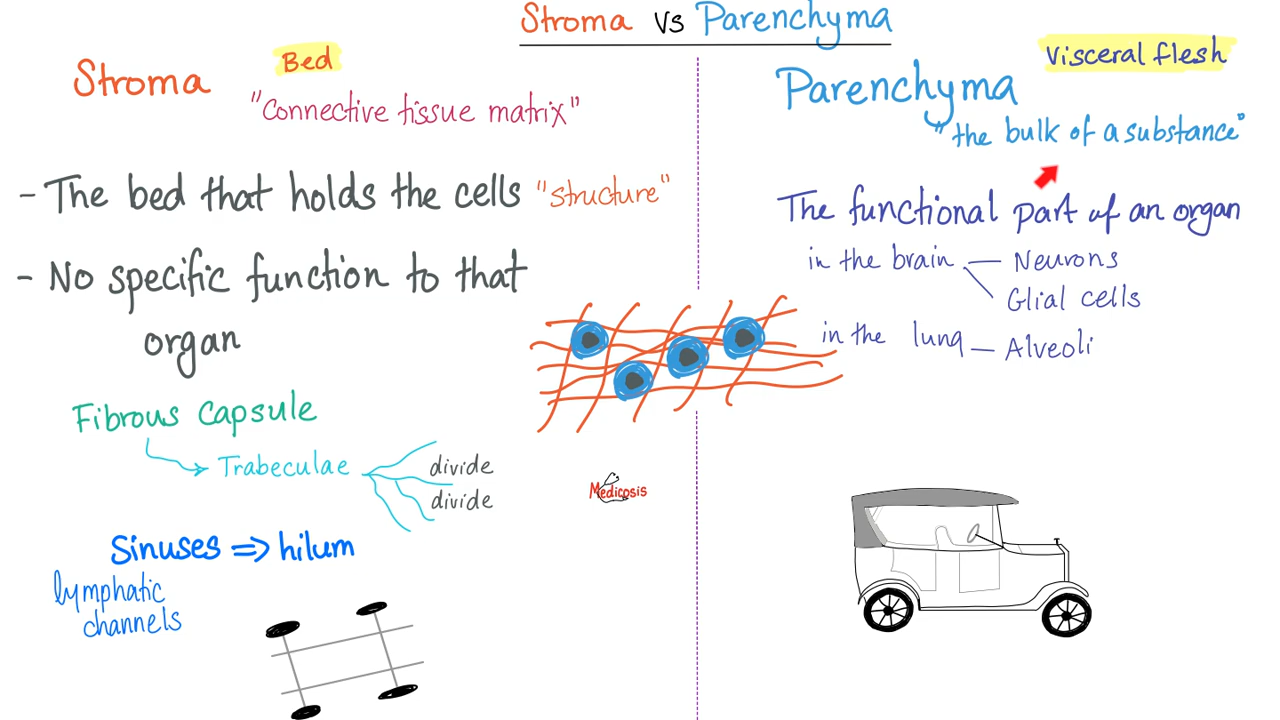 Stroma vs Parenchyma
Stroma
Bed
"Connective tissue matrix"
- The bed that holds the cells "structure"
- No specific function to that
organ
Fibrous capsule
Trabeculae
divide
divide
Sinuses => hilum
lymphatic
channels
Medicosis
Visceral flesh
Parenchyma
"the bulk of a substance"
The functional part of an organ
in the brain — Neurons
Glial cells
in the lung — Alveoli